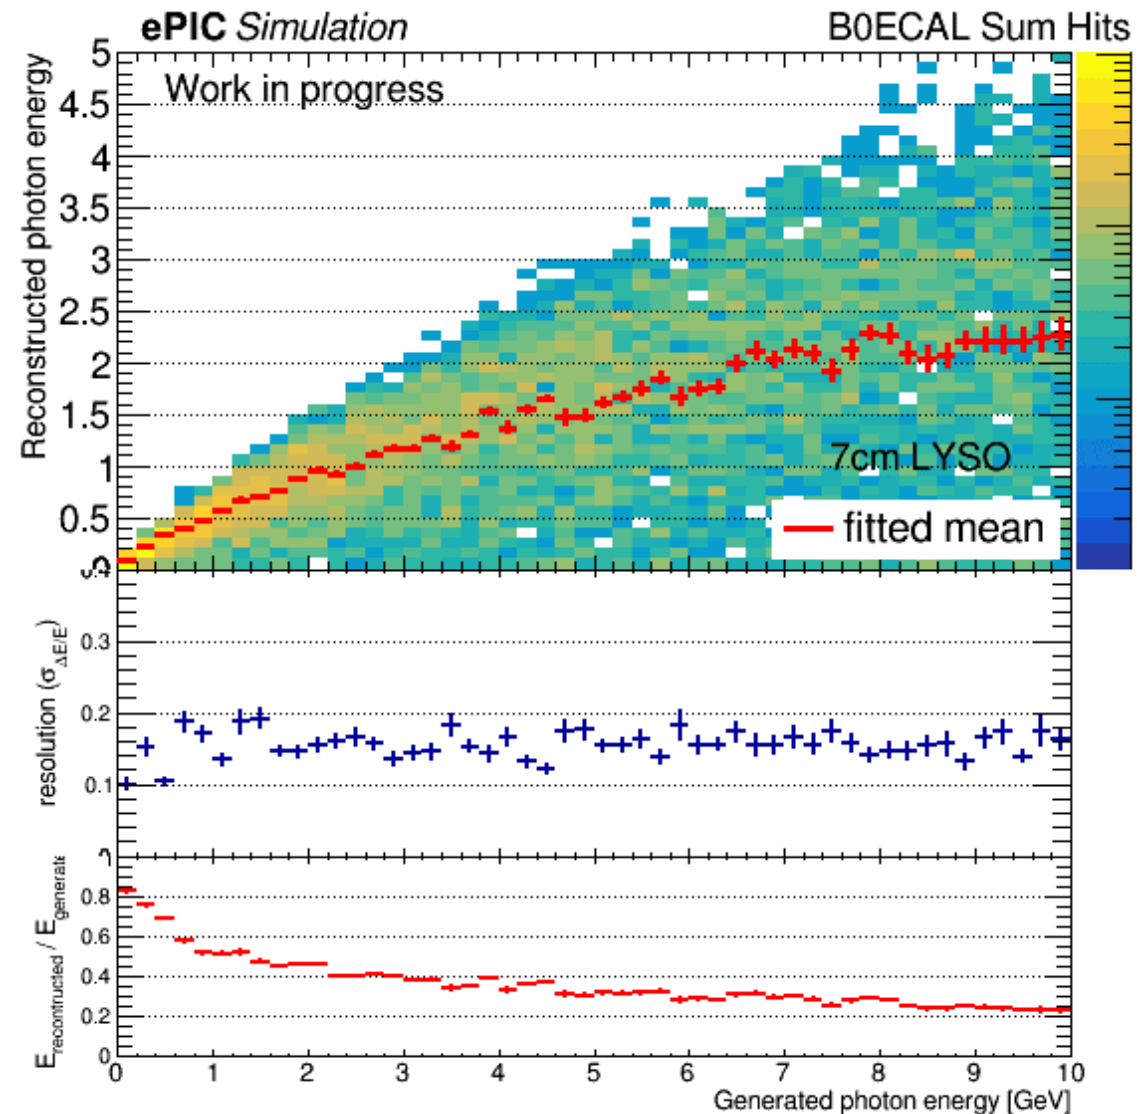 ePIC Simulation B0ECAL Sum Hits
Work in progress
Reconstructed photon energy
5
4.5
4
3.5
3
2.5
2
1.5
1
0.5
7cm LYSO
fitted mean
resolution (σ ΔE/E)
0.3
0.2
0.1
E reconstructed / E generate
0.8
0.6
0.4
0.2
0
0 1 2 3 4 5 6 7 8 9 10
Generated photon energy [GeV]